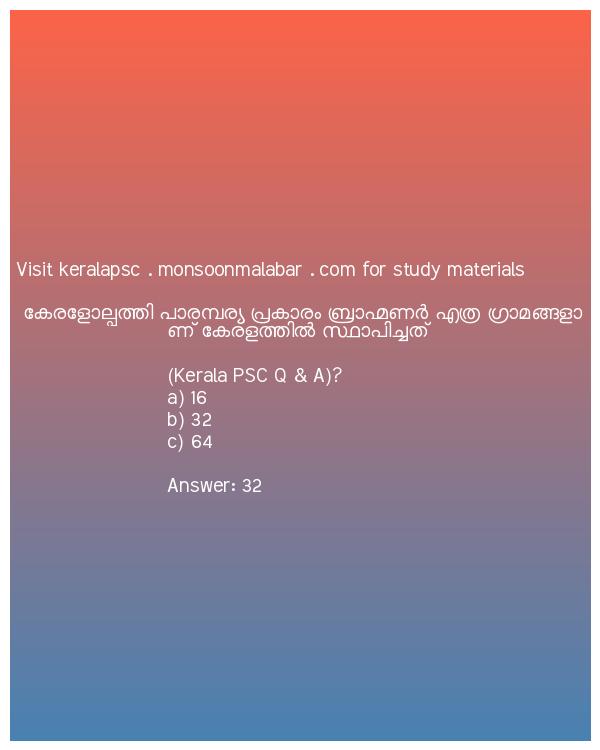 Visit keralapsc . monsoonmalabar . com for study materials
കേരളോല്പത്തി പാരമ്പര്യ പ്രകാരം ബ്രാഹ്മണർ എത്ര ഗ്രാമങ്ങളാ
ണ് കേരളത്തിൽ സ്ഥാപിച്ചത്
(Kerala PSC Q & A)?
a) 16
b) 32
c) 64
Answer: 32